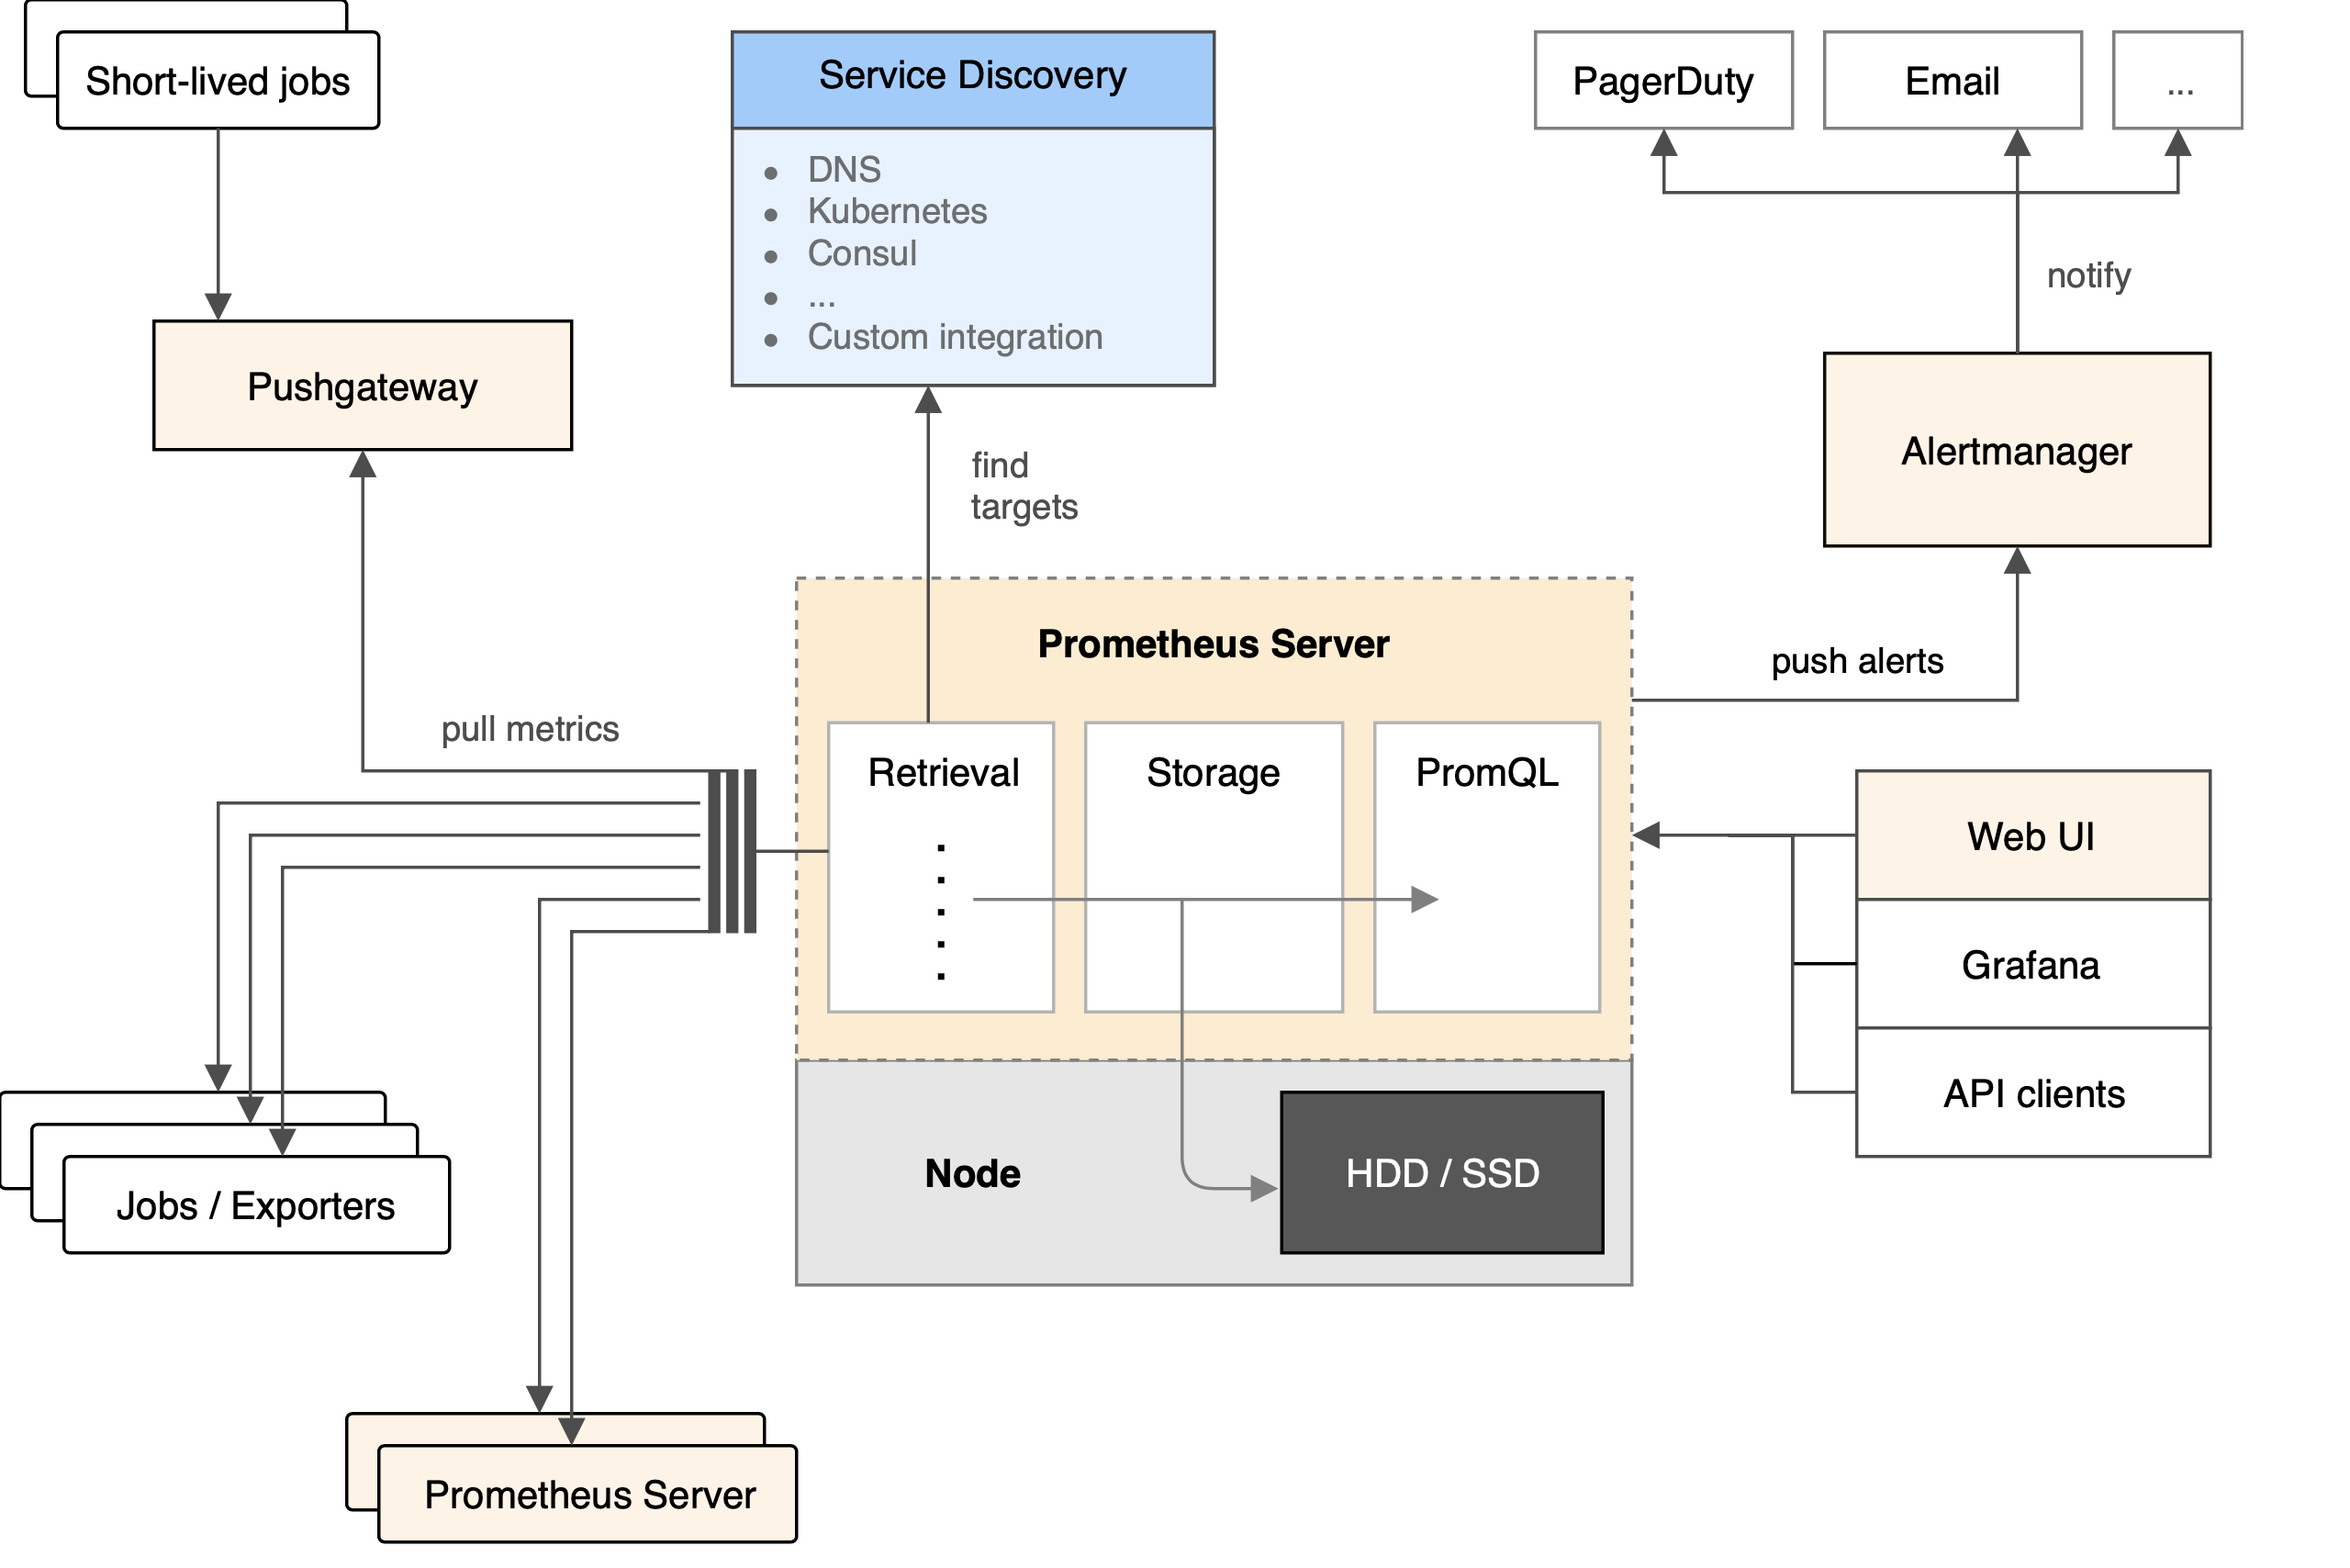 Short-lived jobs
Service Discovery
DNS
Kubernetes
Consul
...
Custom integration
PagerDuty
Email
...
notify
Pushgateway
Alertmanager
find
targets
Prometheus Server
push alerts
pull metrics
Retrieval
Storage
PromQL
Web UI
Grafana
API clients
Node
HDD / SSD
Jobs / Exporters
Prometheus Server